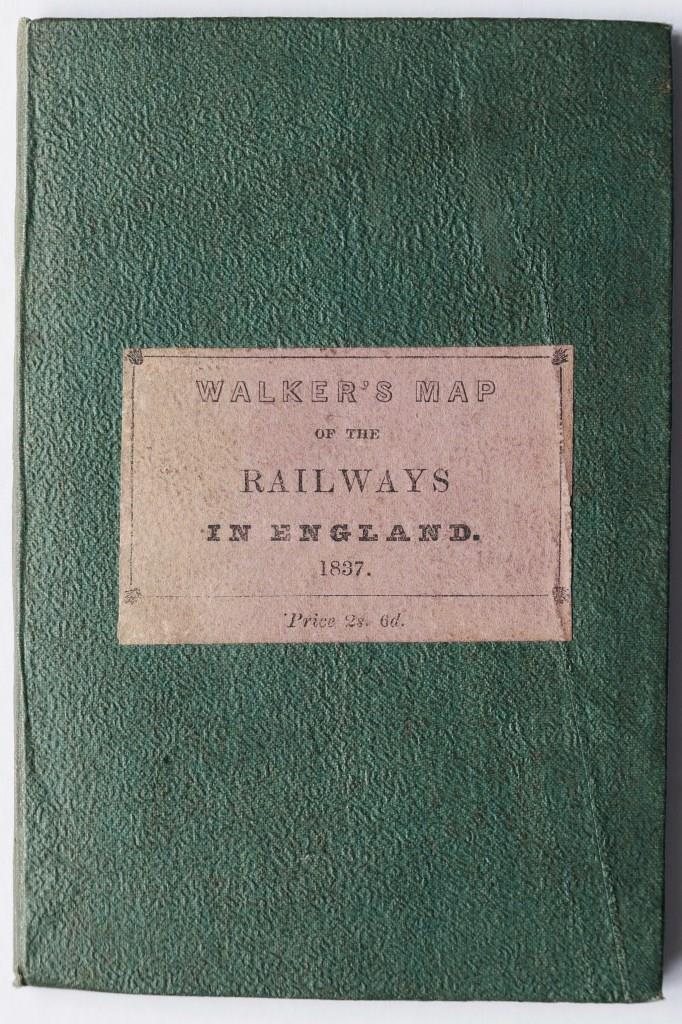 WALKER'S MAP
OF THE
RAILWAYS
IN ENGLAND.
1837.
Price 2s. 6d.